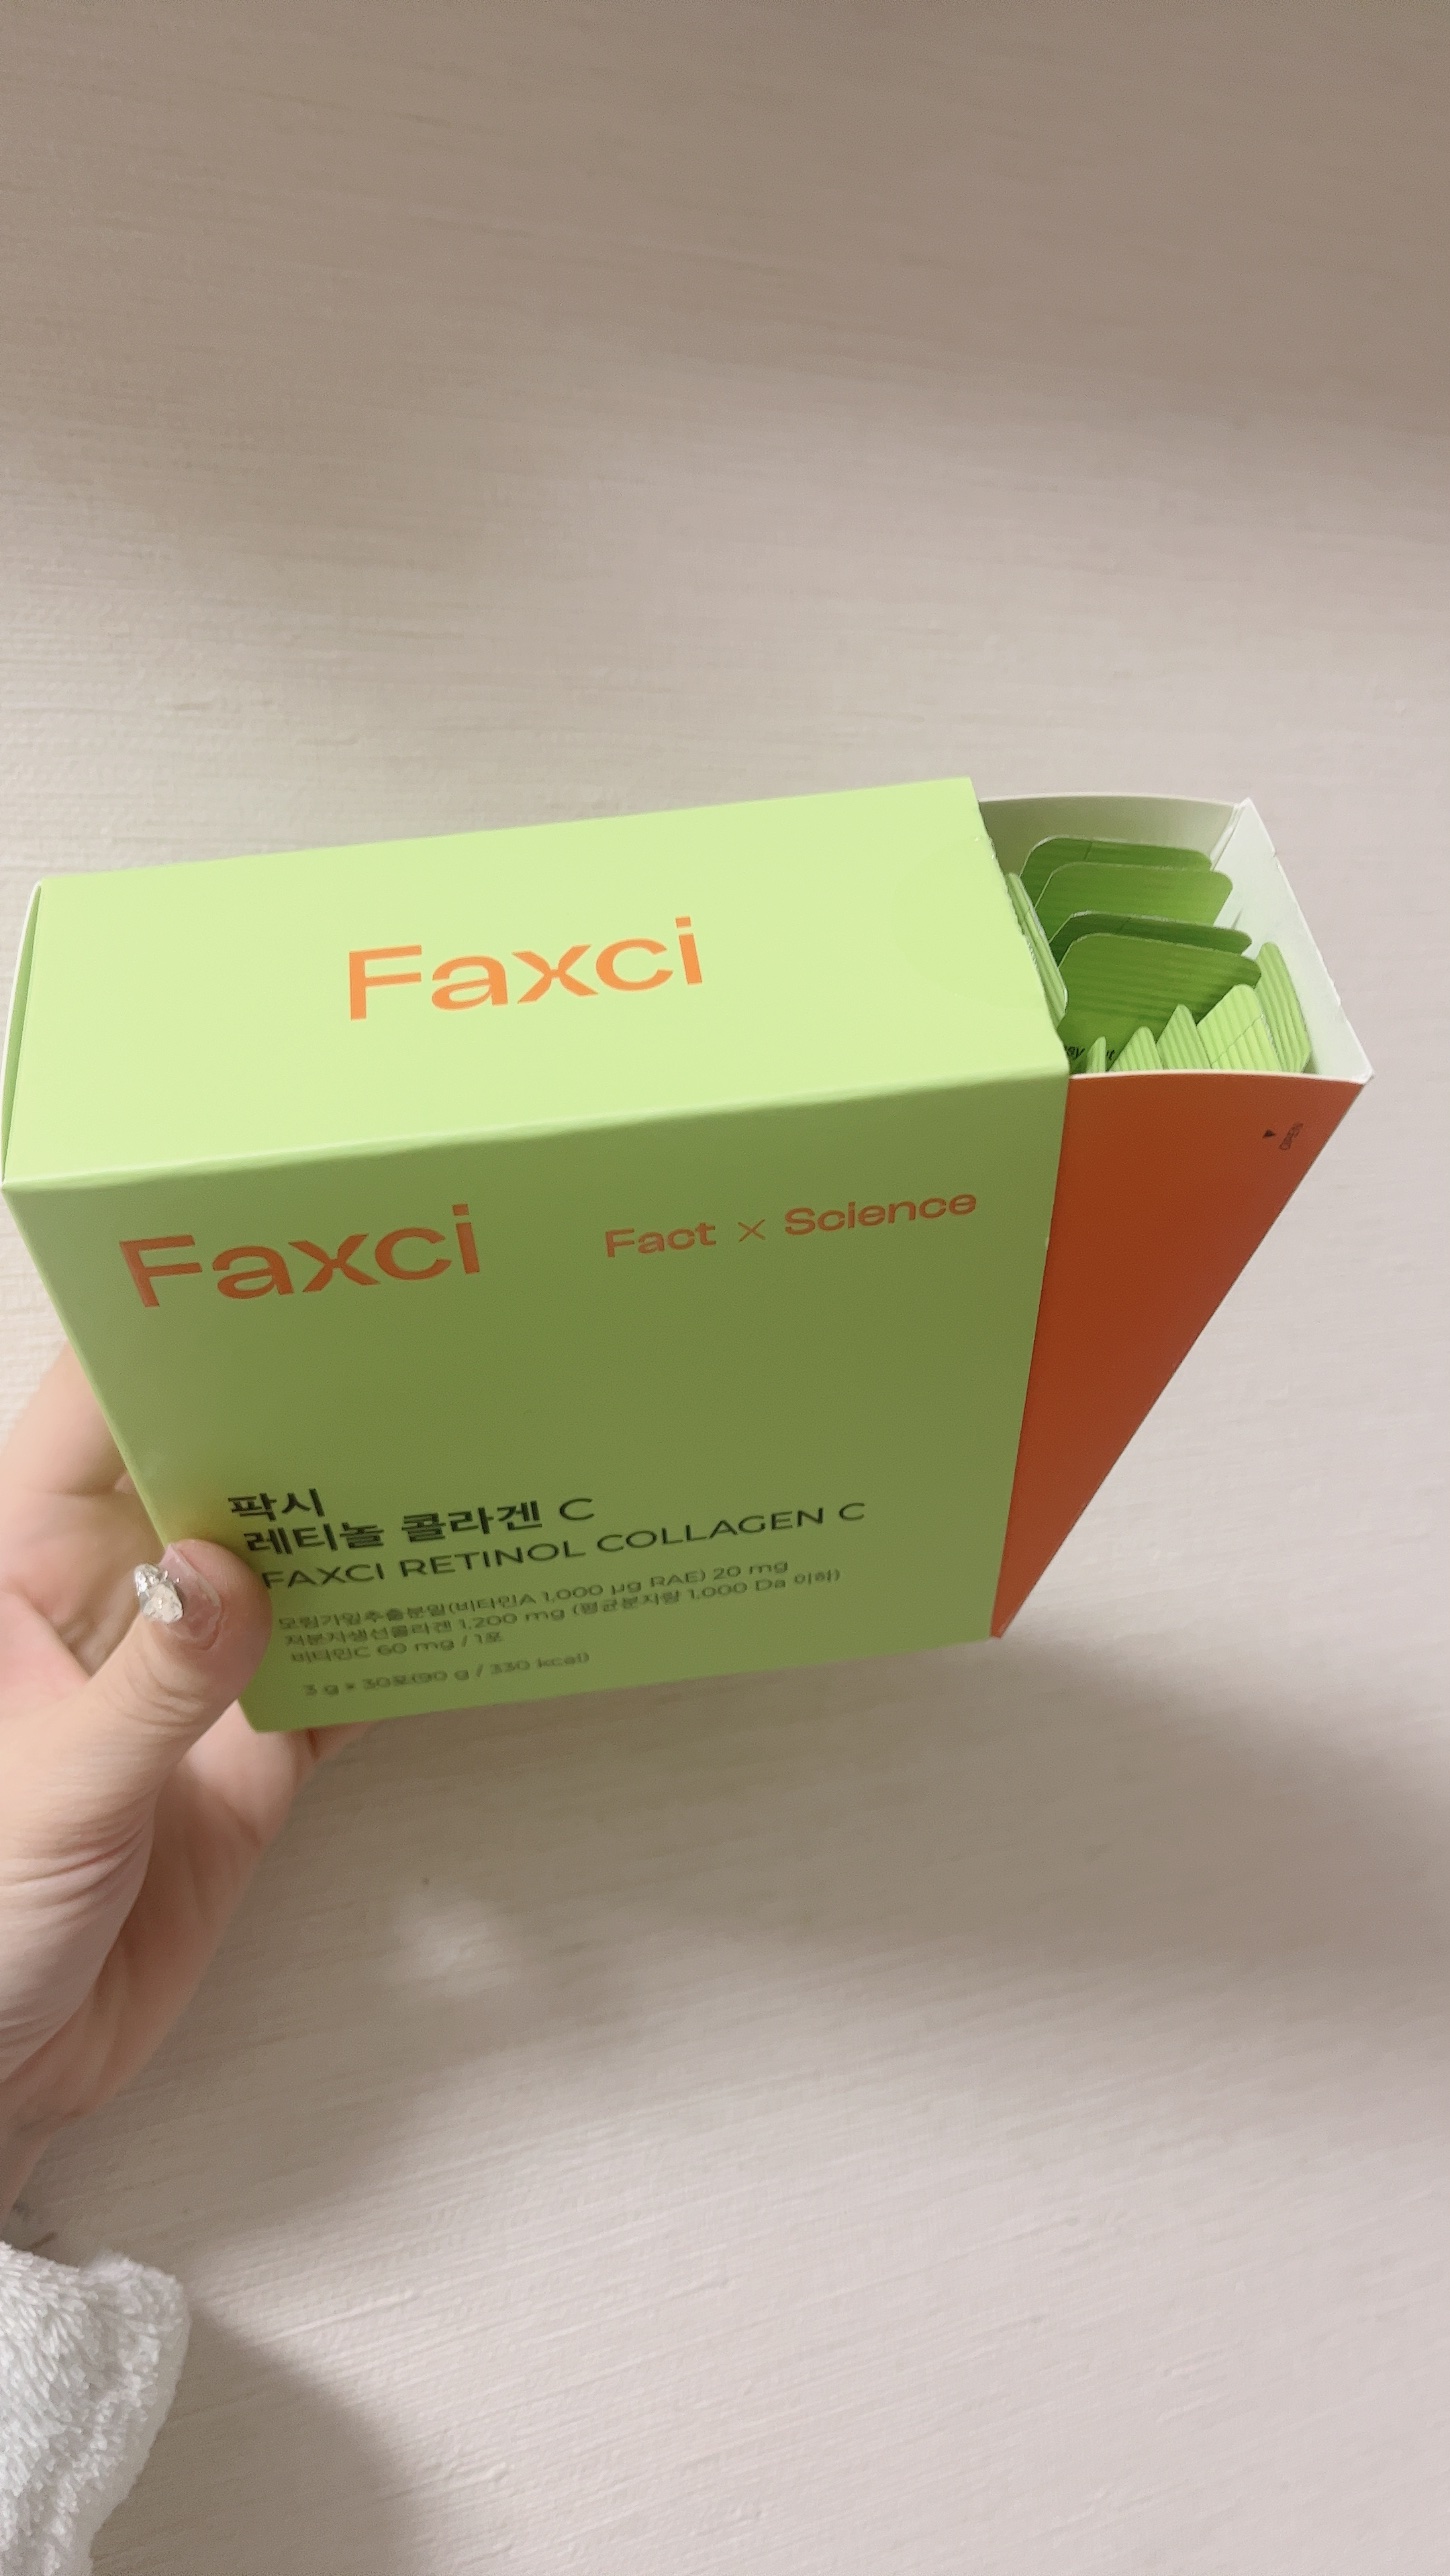 Faxci
Faxci
Fact × Science
팍시
레티놀 콜라겐 C
FAXCI RETINOL COLLAGEN C
모링가잎추출분말(비타민A 1,000 µg RAE) 20 mg
저분자생선콜라겐 1,200 mg (평균분자량 1,000 Da 이하)
비타민C 60 mg / 1포
3 g × 30포(90 g / 330 kcal)
OPEN